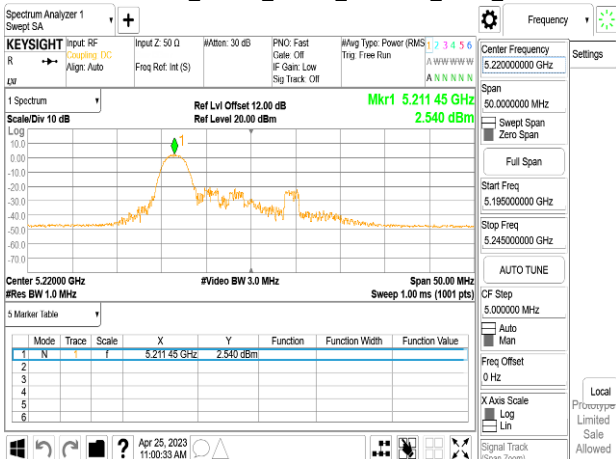 Spectrum Analyzer 1
Swept SA
+
Frequency
KEYSIGHT
R
Input: RF
Coupling: DC
Align: Auto
Input Z: 50 Ω
Freq Ref: Int (S)
#Atten: 30 dB
PNO: Fast
Gate: Off
IF Gain: Low
Sig Track: Off
#Avg Type: Power (RMS
Trig: Free Run
1 2 3 4 5 6
A W W W W W
A N N N N N
1 Spectrum
Scale/Div 10 dB
Ref Lvl Offset 12.00 dB
Ref Level 20.00 dBm
Mkr1 5.211 45 GHz
2.540 dBm
Log
1
10.0
0.00
-10.0
-20.0
-30.0
-40.0
-50.0
-60.0
-70.0
Center 5.22000 GHz
#Res BW 1.0 MHz
#Video BW 3.0 MHz
Span 50.00 MHz
Sweep 1.00 ms (1001 pts)
5 Marker Table
Mode Trace Scale X Y Function Function Width Function Value
1 N 1 f 5.211 45 GHz 2.540 dBm
2
3
4
5
6
?
Apr 25, 2023
11:00:33 AM
Center Frequency
5.220000000 GHz
Span
50.0000000 MHz
Swept Span
Zero Span
Full Span
Start Freq
5.195000000 GHz
Stop Freq
5.245000000 GHz
AUTO TUNE
CF Step
5.000000 MHz
Auto
Man
Freq Offset
0 Hz
X Axis Scale
Log
Lin
Signal Track
(Span Zoom)
Settings
Local
Prototype
Limited
Sale
Allowed